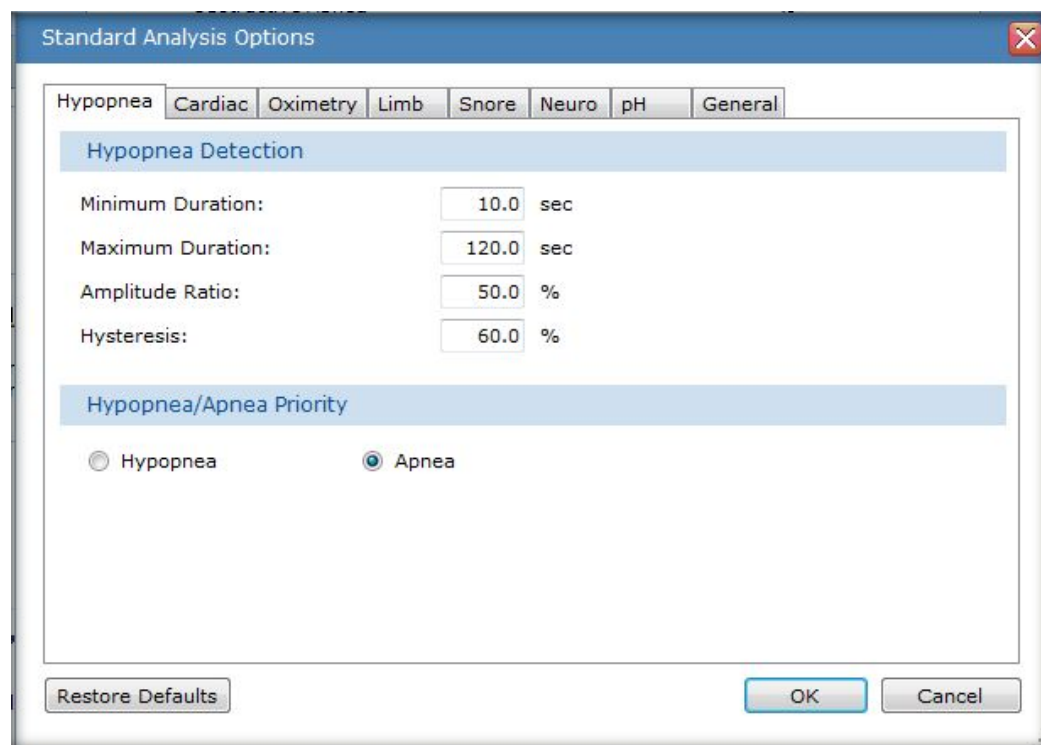 Standard Analysis Options
Hypopnea Cardiac Oximetry Limb Snore Neuro pH General
Hypopnea Detection
Minimum Duration: 10.0 sec
Maximum Duration: 120.0 sec
Amplitude Ratio: 50.0 %
Hysteresis: 60.0 %
Hypopnea/Apnea Priority
Hypopnea Apnea
Restore Defaults OK Cancel